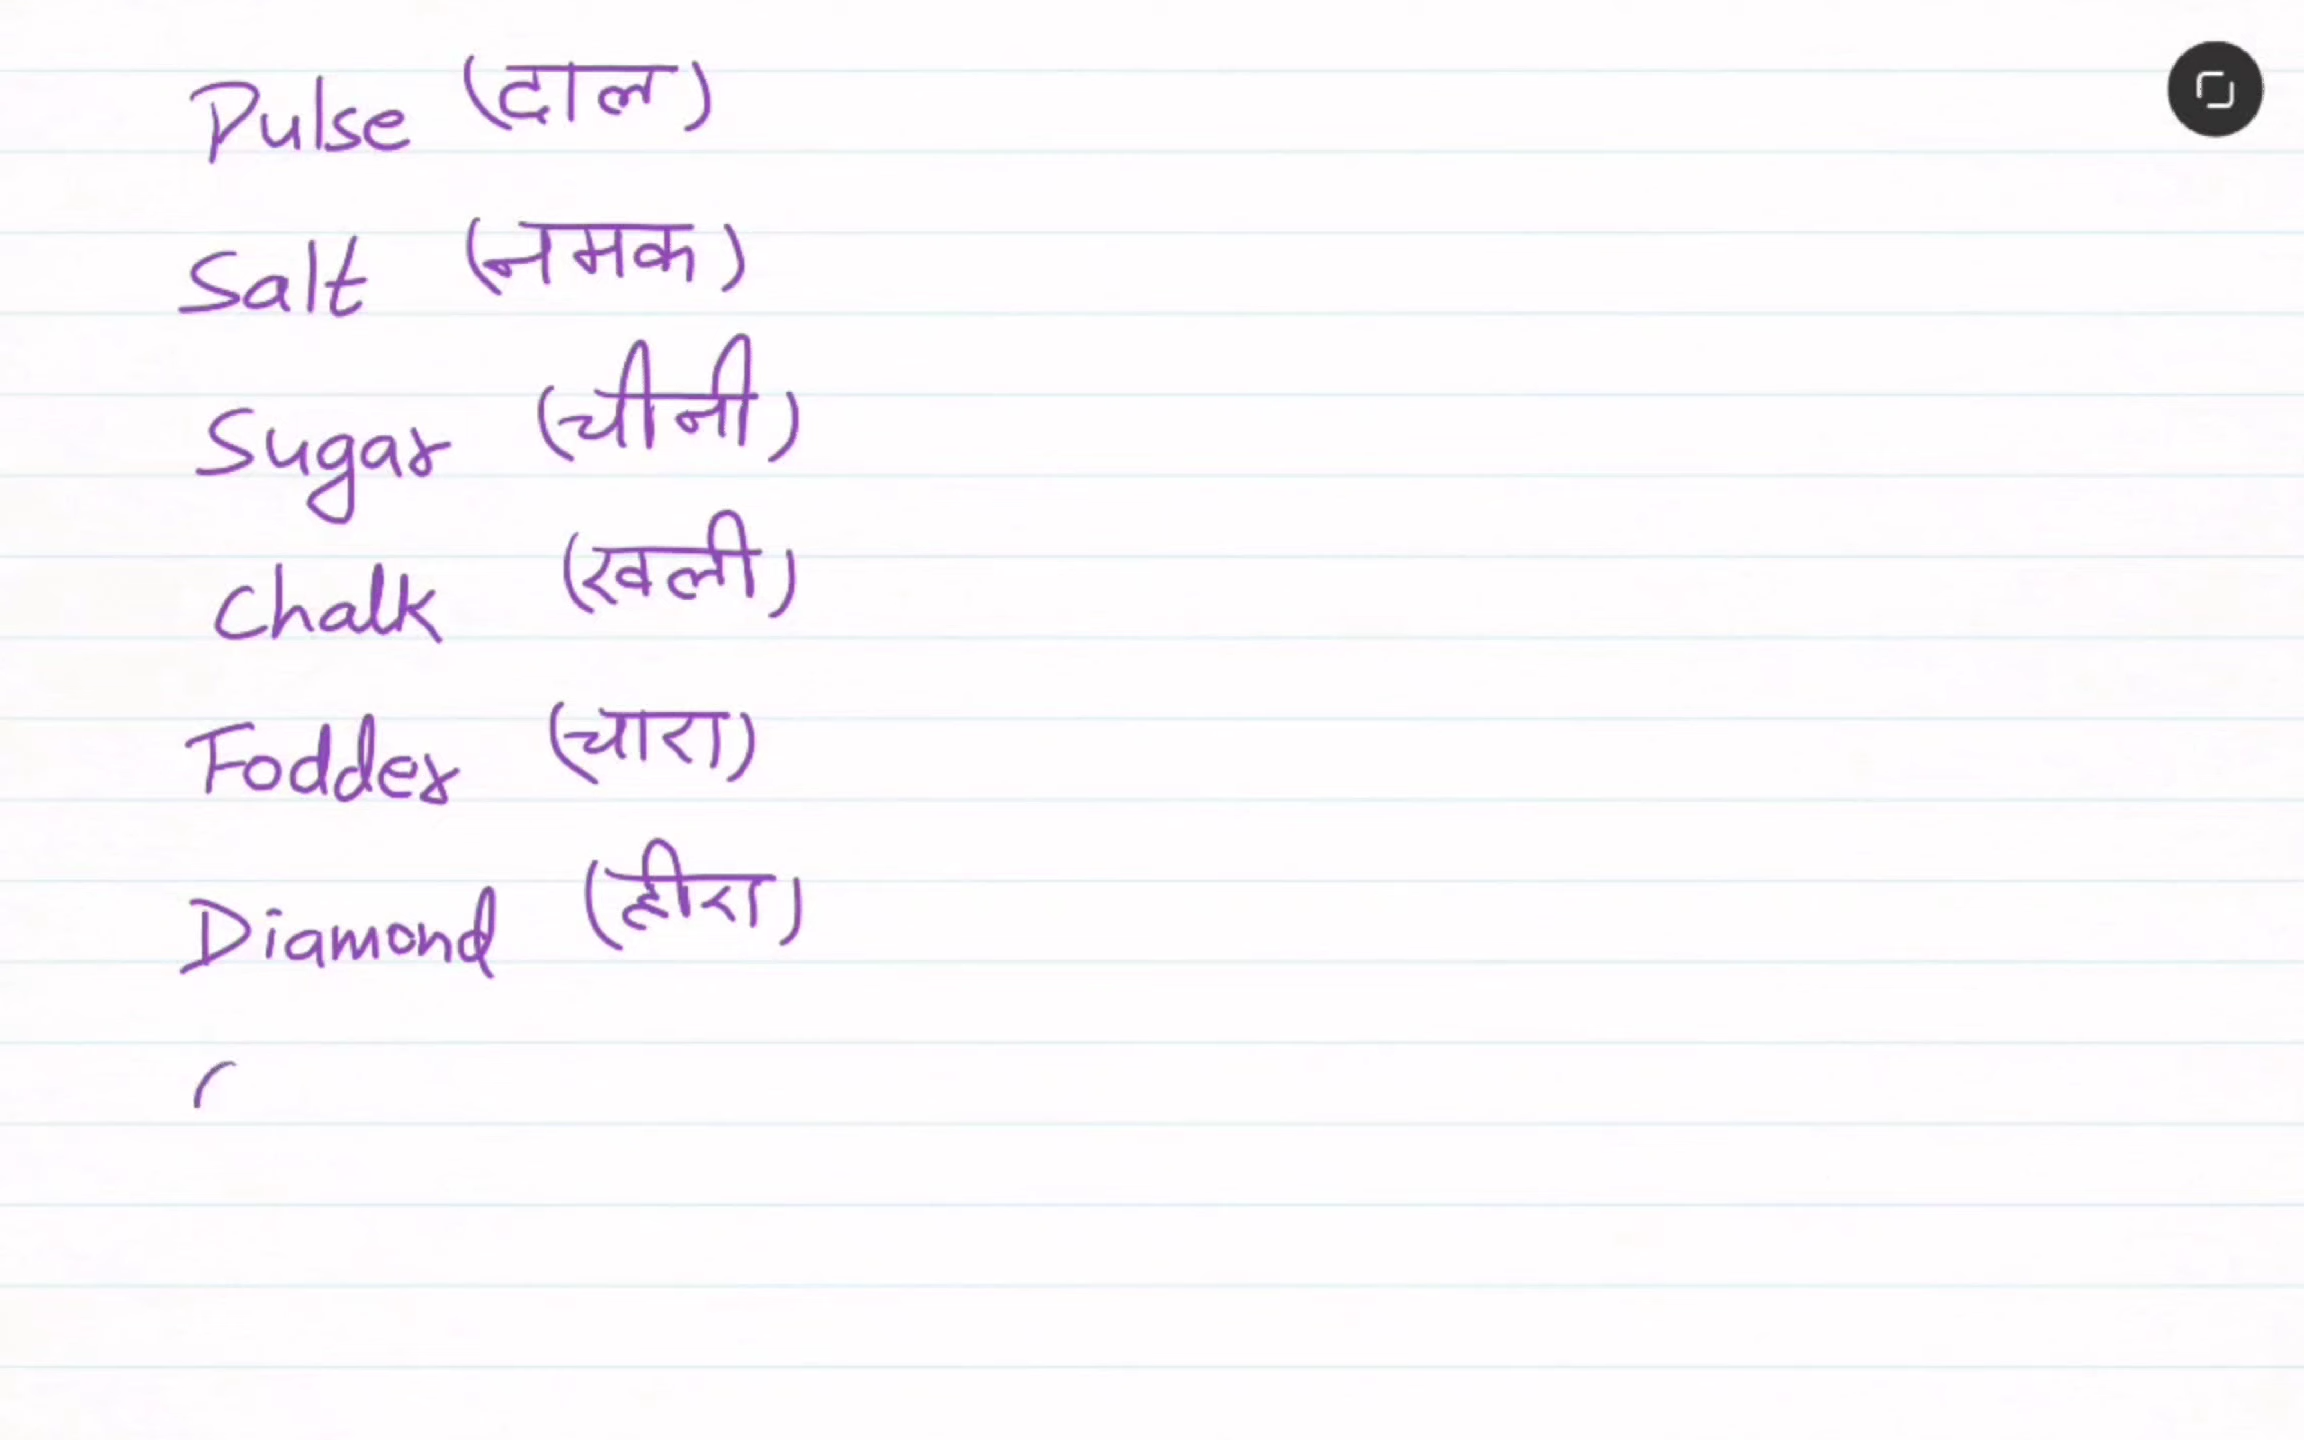 Pulse (दाल)
Salt (नमक)
Sugar (चीनी)
Chalk (खली)
Fodder (चारा)
Diamond (हीरा)